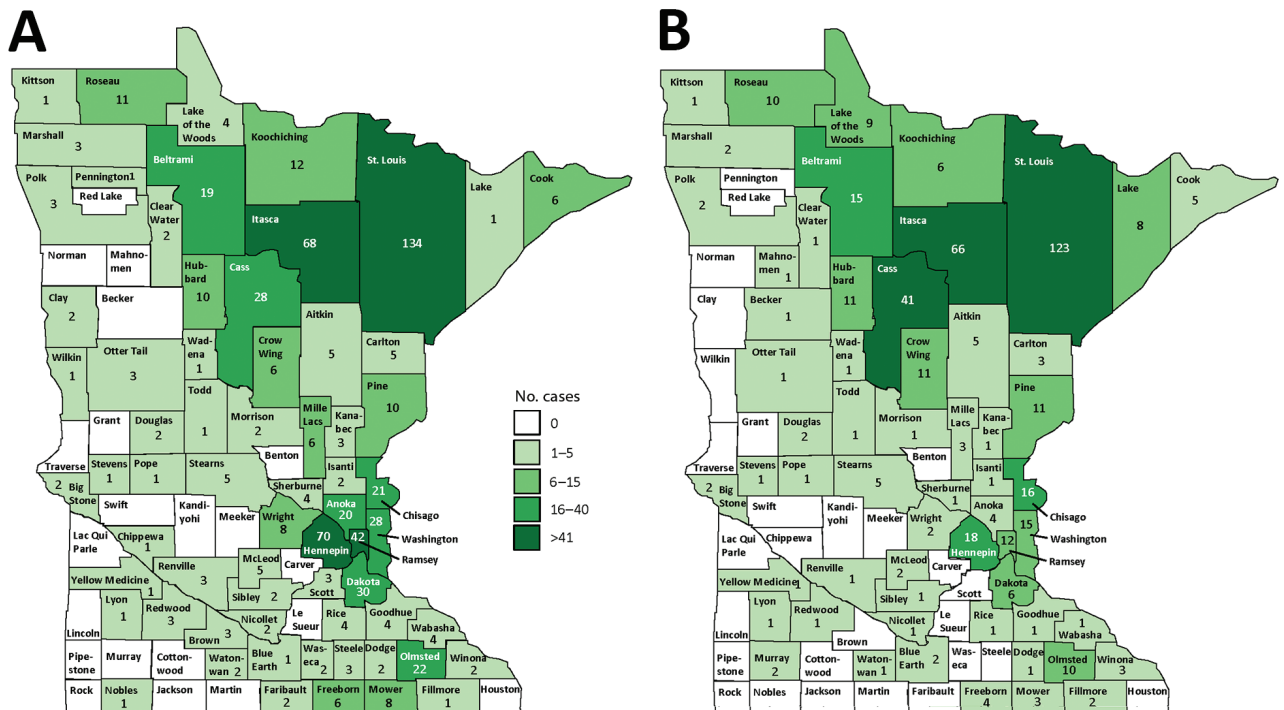 A
Kittson
1
Roseau
11
Lake
of the
Woods
4
Marshall
3
Koochiching
12
Beltrami
19
St. Louis
134
Polk
3
Pennington1
Red Lake
Clear
Water
2
Lake
1
Cook
6
Itasca
68
Norman
Mahno-
men
Hub-
bard
10
Cass
28
Clay
2
Becker
Aitkin
5
Wilkin
1
Otter Tail
3
Wad-
ena
1
Crow
Wing
6
Carlton
5
Todd
1
Pine
10
Grant
Douglas
2
Morrison
2
Mille
Lacs
6
Kana-
bec
3
Benton
Traverse
Stevens
1
Pope
1
Stearns
5
Isanti
2
2
Big
Stone
Swift
Kandi-
yohi
Meeker
Sherburne
4
Anoka
20
21
Chisago
Wright
8
28
Washington
70
Hennepin
42
Ramsey
Lac Qui
Parle
Chippewa
1
McLeod
5
Carver
Renville
3
3
Scott
Dakota
30
Yellow Medicine
1
Sibley
2
Lyon
1
Redwood
3
Nicollet
2
Le
Sueur
Rice
4
Goodhue
4
Wabasha
4
Lincoln
Brown
3
Pipe-
stone
Murray
Cotton-
wood
Waton-
wan
2
Blue
Earth
1
Was-
eca
2
Steele
3
Dodge
2
Olmsted
22
Winona
2
Rock
Nobles
1
Jackson
Martin
Faribault
2
Freeborn
6
Mower
8
Fillmore
1
Houston
No. cases
0
1–5
6–15
16–40
>41
B
Kittson
1
Roseau
10
Lake
of the
Woods
9
Marshall
2
Koochiching
6
Beltrami
15
St. Louis
123
Polk
2
Pennington
Red Lake
Clear
Water
1
Lake
8
Cook
5
Itasca
66
Norman
Mahno-
men
1
Hub-
bard
11
Cass
41
Clay
Becker
1
Aitkin
5
Wilkin
Otter Tail
1
Wad-
ena
1
Crow
Wing
11
Carlton
3
Todd
1
Pine
11
Grant
Douglas
2
Morrison
1
Mille
Lacs
3
Kana-
bec
1
Benton
Traverse
Stevens
1
Pope
1
Stearns
5
Isanti
1
2
Big
Stone
Swift
Kandi-
yohi
Meeker
Sherburne
1
Anoka
4
16
Chisago
Wright
2
15
Washington
18
Hennepin
12
Ramsey
Lac Qui
Parle
Chippewa
McLeod
2
Carver
Renville
1
Scott
Dakota
6
Yellow Medicine
1
Sibley
1
Lyon
1
Redwood
1
Nicollet
1
Le
Sueur
Rice
1
Goodhue
1
Wabasha
1
Lincoln
Brown
Pipe-
stone
Murray
2
Cotton-
wood
Waton-
wan
1
Blue
Earth
2
Was-
eca
Steele
Dodge
1
Olmsted
10
Winona
3
Rock
Nobles
Jackson
Martin
Faribault
Freeborn
4
Mower
3
Fillmore
2
Houston